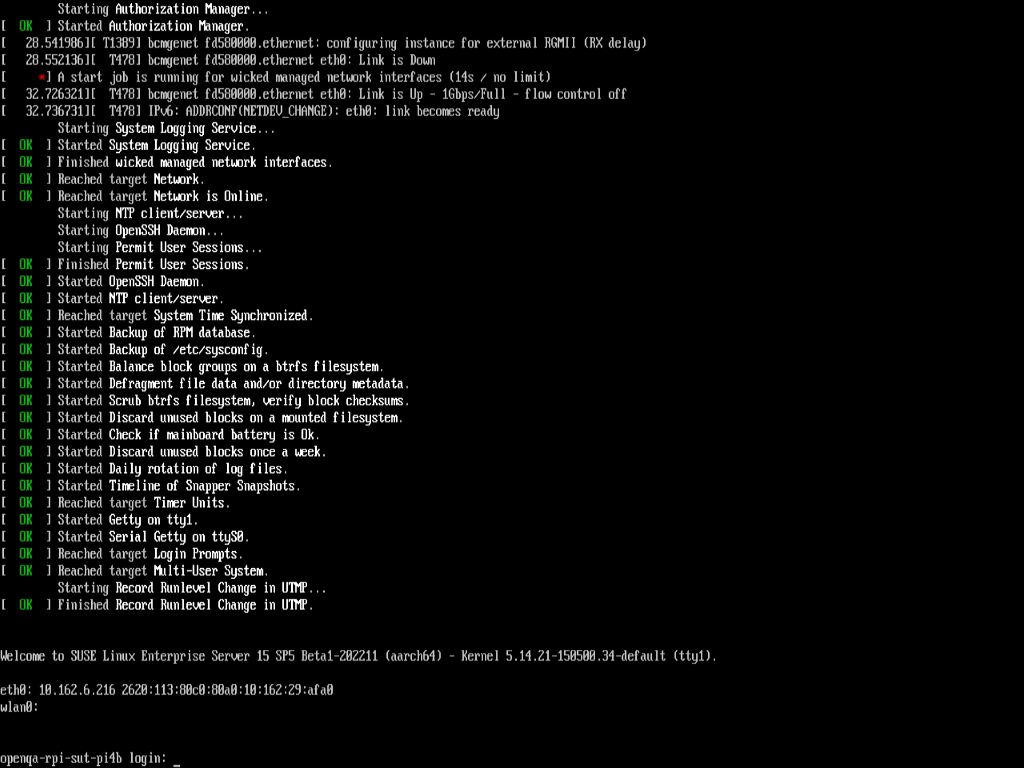 Starting Authorization Manager...
[  OK  ] Started Authorization Manager.
[   28.541986][ T1389] bcmgenet fd580000.ethernet: configuring instance for external RGMII (RX delay)
[   28.552136][  T478] bcmgenet fd580000.ethernet eth0: Link is Down
[     *] A start job is running for wicked managed network interfaces (14s / no limit)
[   32.726321][  T478] bcmgenet fd580000.ethernet eth0: Link is Up - 1Gbps/Full - flow control off
[   32.736731][  T478] IPv6: ADDRCONF(NETDEV_CHANGE): eth0: link becomes ready
Starting System Logging Service...
[  OK  ] Started System Logging Service.
[  OK  ] Finished wicked managed network interfaces.
[  OK  ] Reached target Network.
[  OK  ] Reached target Network is Online.
Starting NTP client/server...
Starting OpenSSH Daemon...
Starting Permit User Sessions...
[  OK  ] Finished Permit User Sessions.
[  OK  ] Started OpenSSH Daemon.
[  OK  ] Started NTP client/server.
[  OK  ] Reached target System Time Synchronized.
[  OK  ] Started Backup of RPM database.
[  OK  ] Started Backup of /etc/sysconfig.
[  OK  ] Started Balance block groups on a btrfs filesystem.
[  OK  ] Started Defragment file data and/or directory metadata.
[  OK  ] Started Scrub btrfs filesystem, verify block checksums.
[  OK  ] Started Discard unused blocks on a mounted filesystem.
[  OK  ] Started Check if mainboard battery is Ok.
[  OK  ] Started Discard unused blocks once a week.
[  OK  ] Started Daily rotation of log files.
[  OK  ] Started Timeline of Snapper Snapshots.
[  OK  ] Reached target Timer Units.
[  OK  ] Started Getty on tty1.
[  OK  ] Started Serial Getty on ttyS0.
[  OK  ] Reached target Login Prompts.
[  OK  ] Reached target Multi-User System.
Starting Record Runlevel Change in UTMP...
[  OK  ] Finished Record Runlevel Change in UTMP.
Welcome to SUSE Linux Enterprise Server 15 SP5 Beta1-202211 (aarch64) - Kernel 5.14.21-150500.34-default (tty1).
eth0: 10.162.6.216 2620:113:80c0:80a0:10:162:29:afa0
wlan0:
openqa-rpi-sut-pi4b login: _